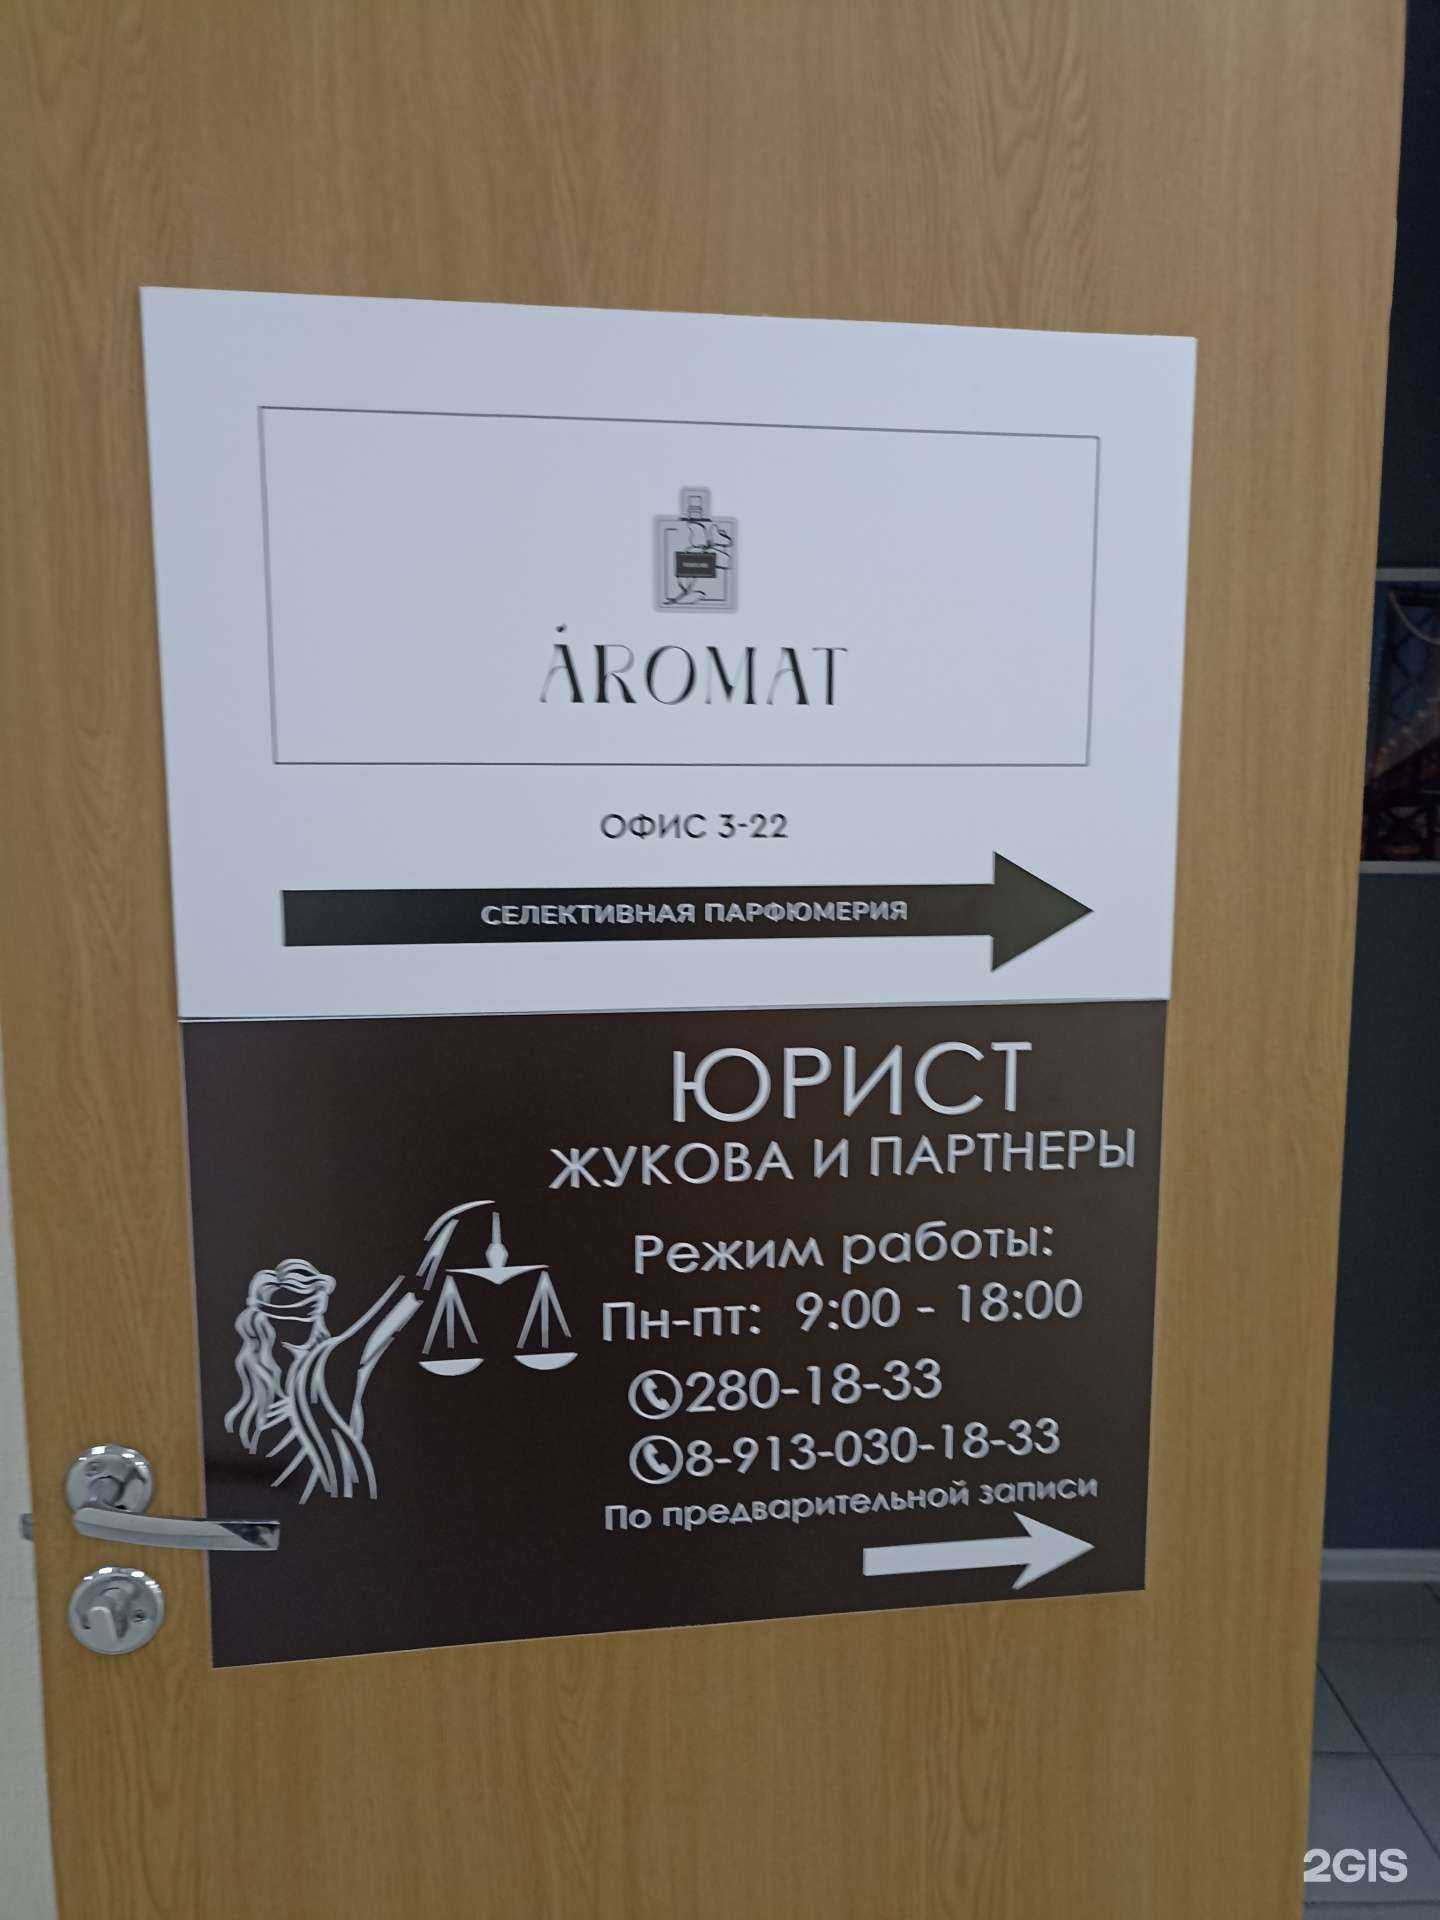 ÁROMAT
ОФИС 3-22
СЕЛЕКТИВНАЯ ПАРФЮМЕРИЯ
ЮРИСТ
ЖУКОВА И ПАРТНЕРЫ
Режим работы:
Пн-пт: 9:00 - 18:00
280-18-33
8-913-030-18-33
По предварительной записи
2GIS